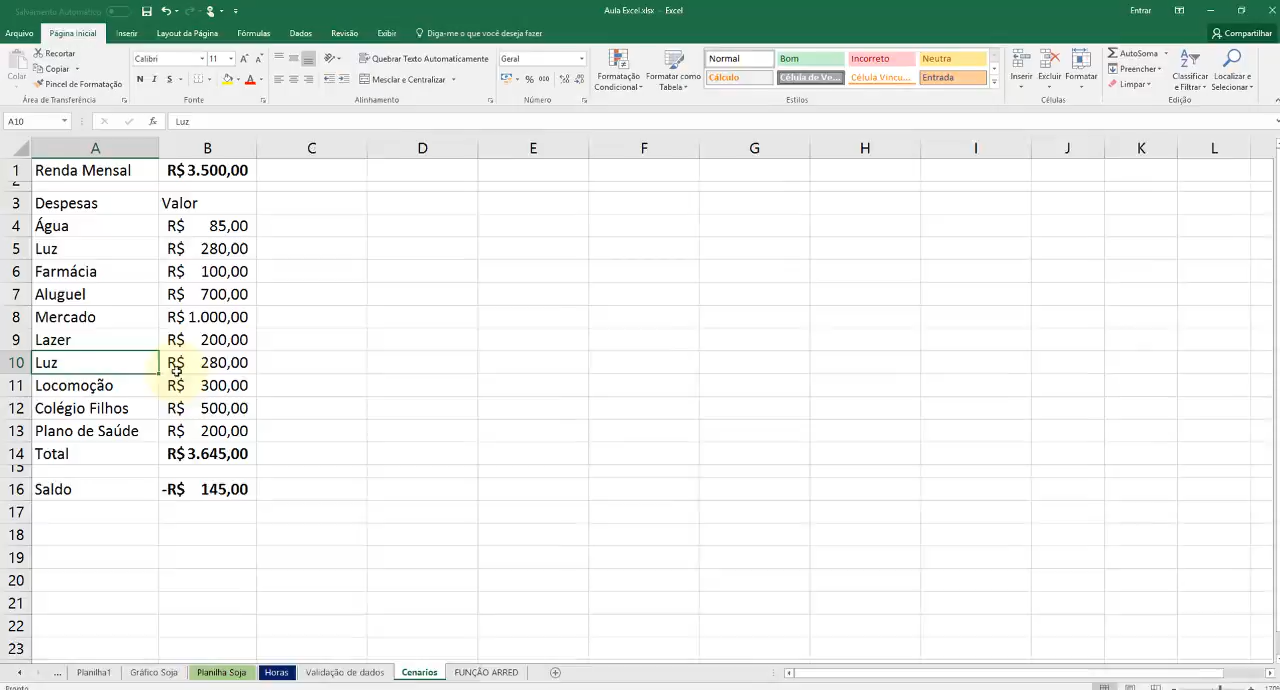 Salvamento Automático
Aula Excel.xlsx — Excel
Entrar
Arquivo Página Inicial Inserir Layout da Página Fórmulas Dados Revisão Exibir Diga-me o que você deseja fazer Compartilhar
Colar
Recortar
Copiar
Pincel de Formatação
Área de Transferência
Calibri 11
N I S
Fonte
Quebrar Texto Automaticamente
Mesclar e Centralizar
Alinhamento
Geral
% 000
Número
Formatação Condicional
Formatar como Tabela
Normal Bom Incorreto Neutra
Cálculo Célula de Ve... Célula Vincu... Entrada
Estilos
Inserir Excluir Formatar
Células
AutoSoma
Preencher
Limpar
Classificar e Filtrar
Localizar e Selecionar
Edição
A10 fx Luz
A B C D E F G H I J K L
1 Renda Mensal R$ 3.500,00
2
3 Despesas Valor
4 Água R$ 85,00
5 Luz R$ 280,00
6 Farmácia R$ 100,00
7 Aluguel R$ 700,00
8 Mercado R$ 1.000,00
9 Lazer R$ 200,00
10 Luz R$ 280,00
11 Locomoção R$ 300,00
12 Colégio Filhos R$ 500,00
13 Plano de Saúde R$ 200,00
14 Total R$ 3.645,00
15
16 Saldo -R$ 145,00
17
18
19
20
21
22
23
... Planilha1 Gráfico Soja Planilha Soja Horas Validação de dados Cenarios FUNÇÃO ARRED